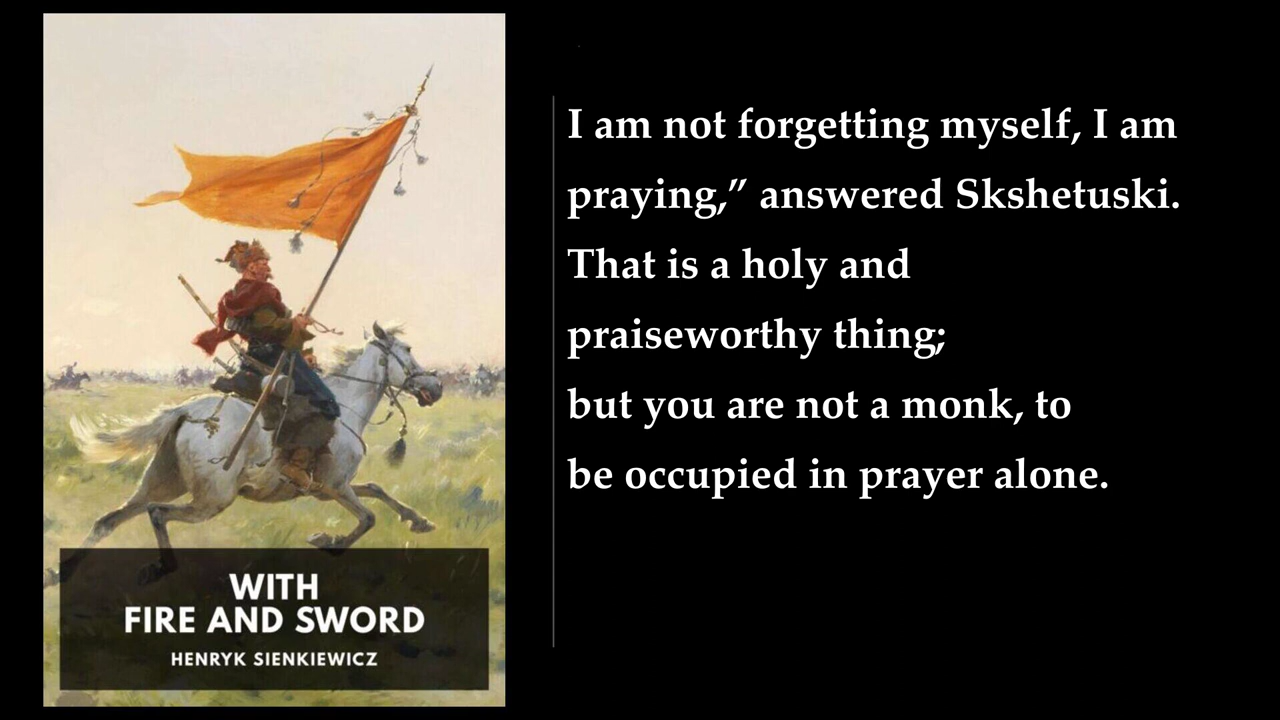 WITH
FIRE AND SWORD
HENRYK SIENKIEWICZ
I am not forgetting myself, I am
praying,” answered Skshetuski.
That is a holy and
praiseworthy thing;
but you are not a monk, to
be occupied in prayer alone.